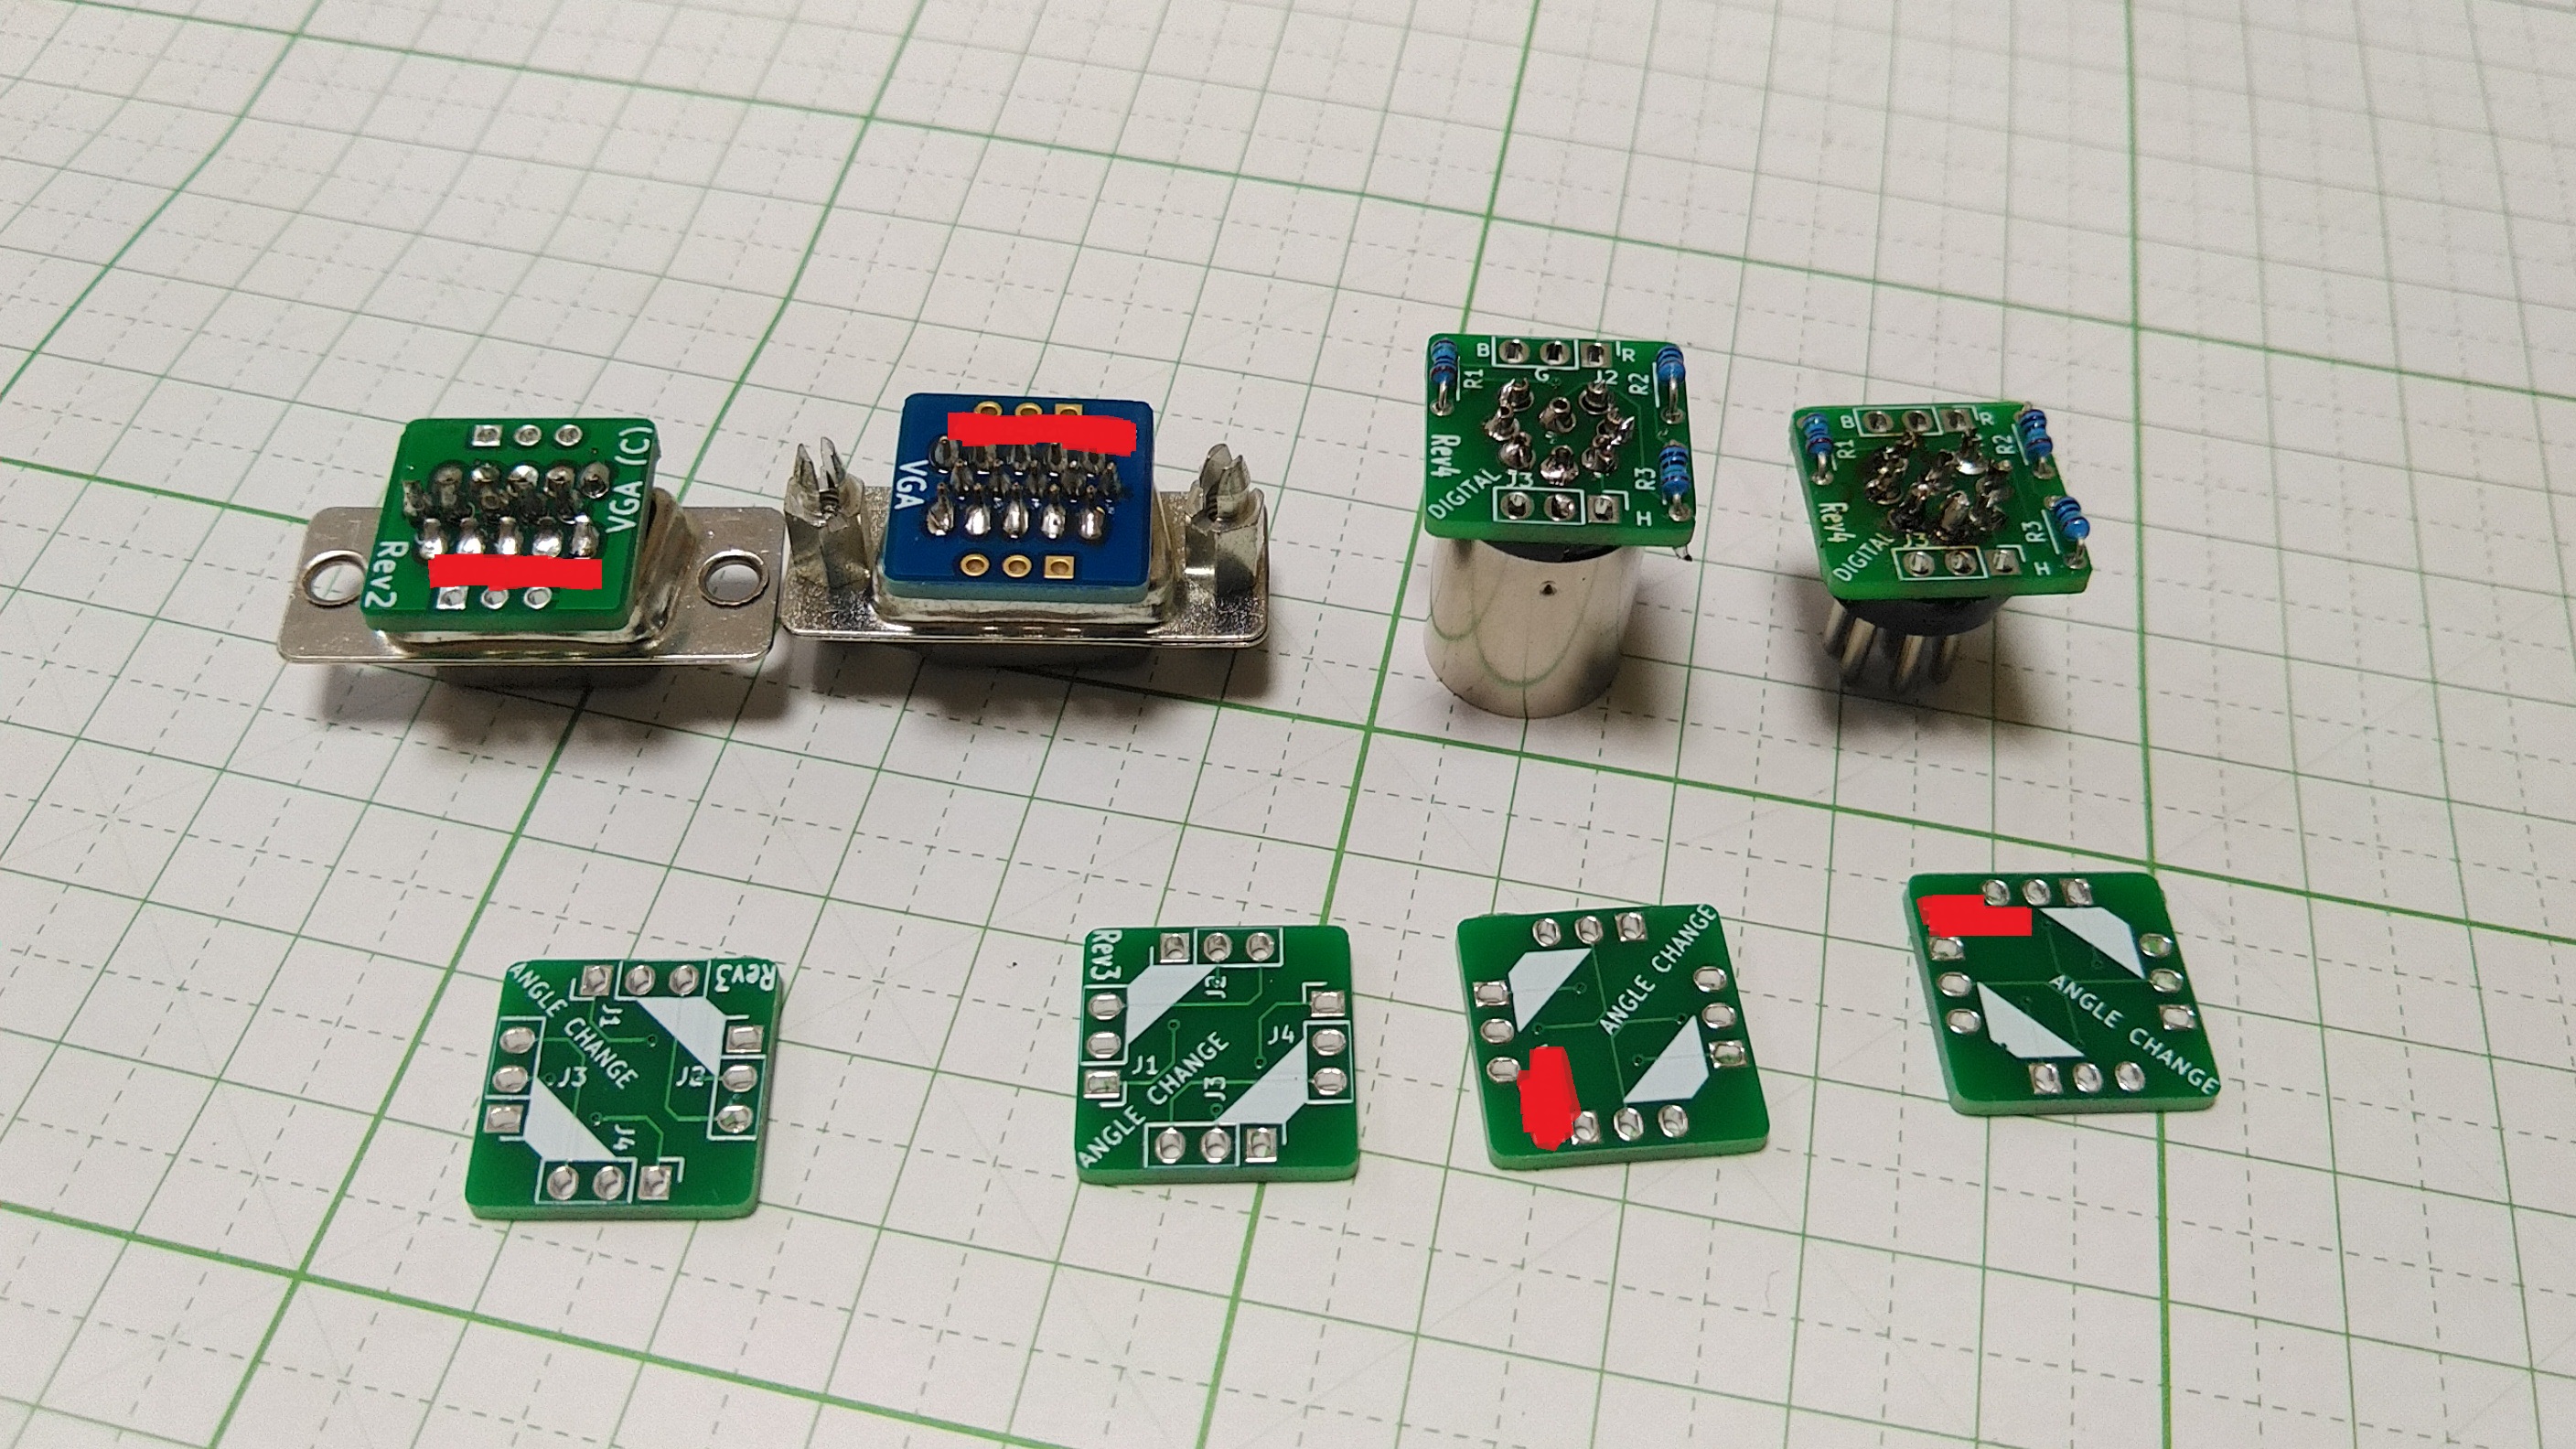 VGA (C)
Rev2
VGA
B
R
G
J2
R1
R2
Rev4
DIGITAL
J3
R3
H
B
R
R1
R2
Rev4
DIGITAL
R3
H
ANGLE CHANGE
Rev3
J1
J3
J2
J4
Rev3
J2
J4
J1
J3
ANGLE CHANGE
ANGLE CHANGE
ANGLE CHANGE